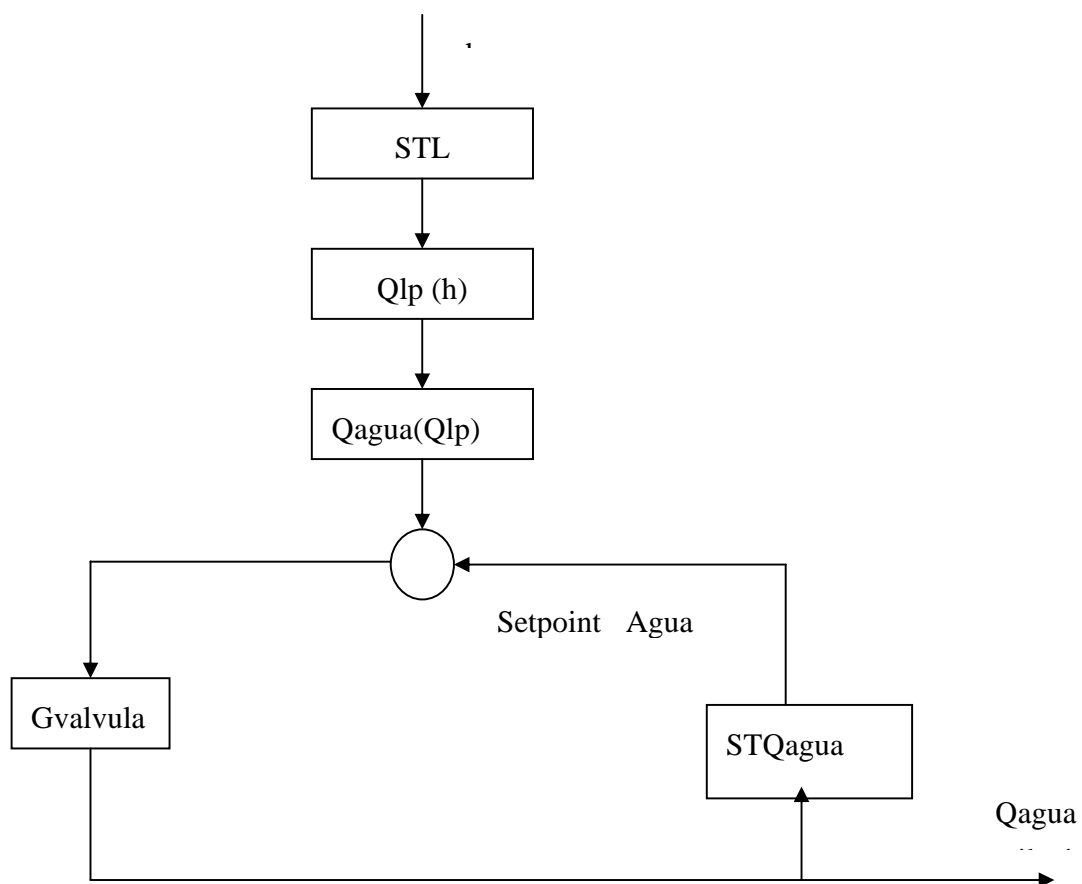 STL
Qlp (h)
Qagua(Qlp)
Setpoint Agua
Gvalvula
STQagua
Qagua